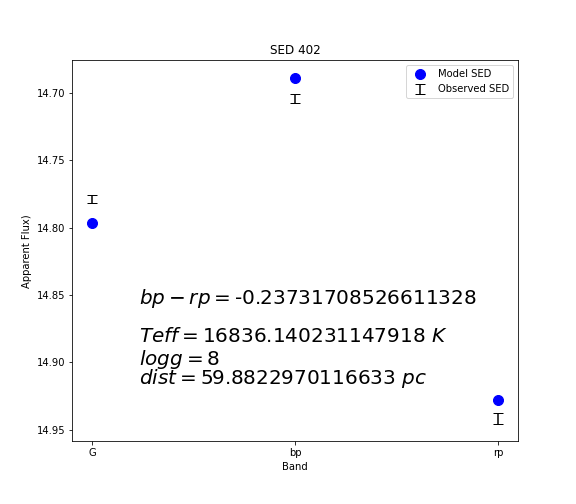 SED 402
Model SED
Observed SED
14.70
14.75
14.80
14.85
14.90
14.95
Apparent Flux)
bp − rp = -0.23731708526611328
Teff = 16836.140231147918 K
logg = 8
dist = 59.8822970116633 pc
G bp rp
Band